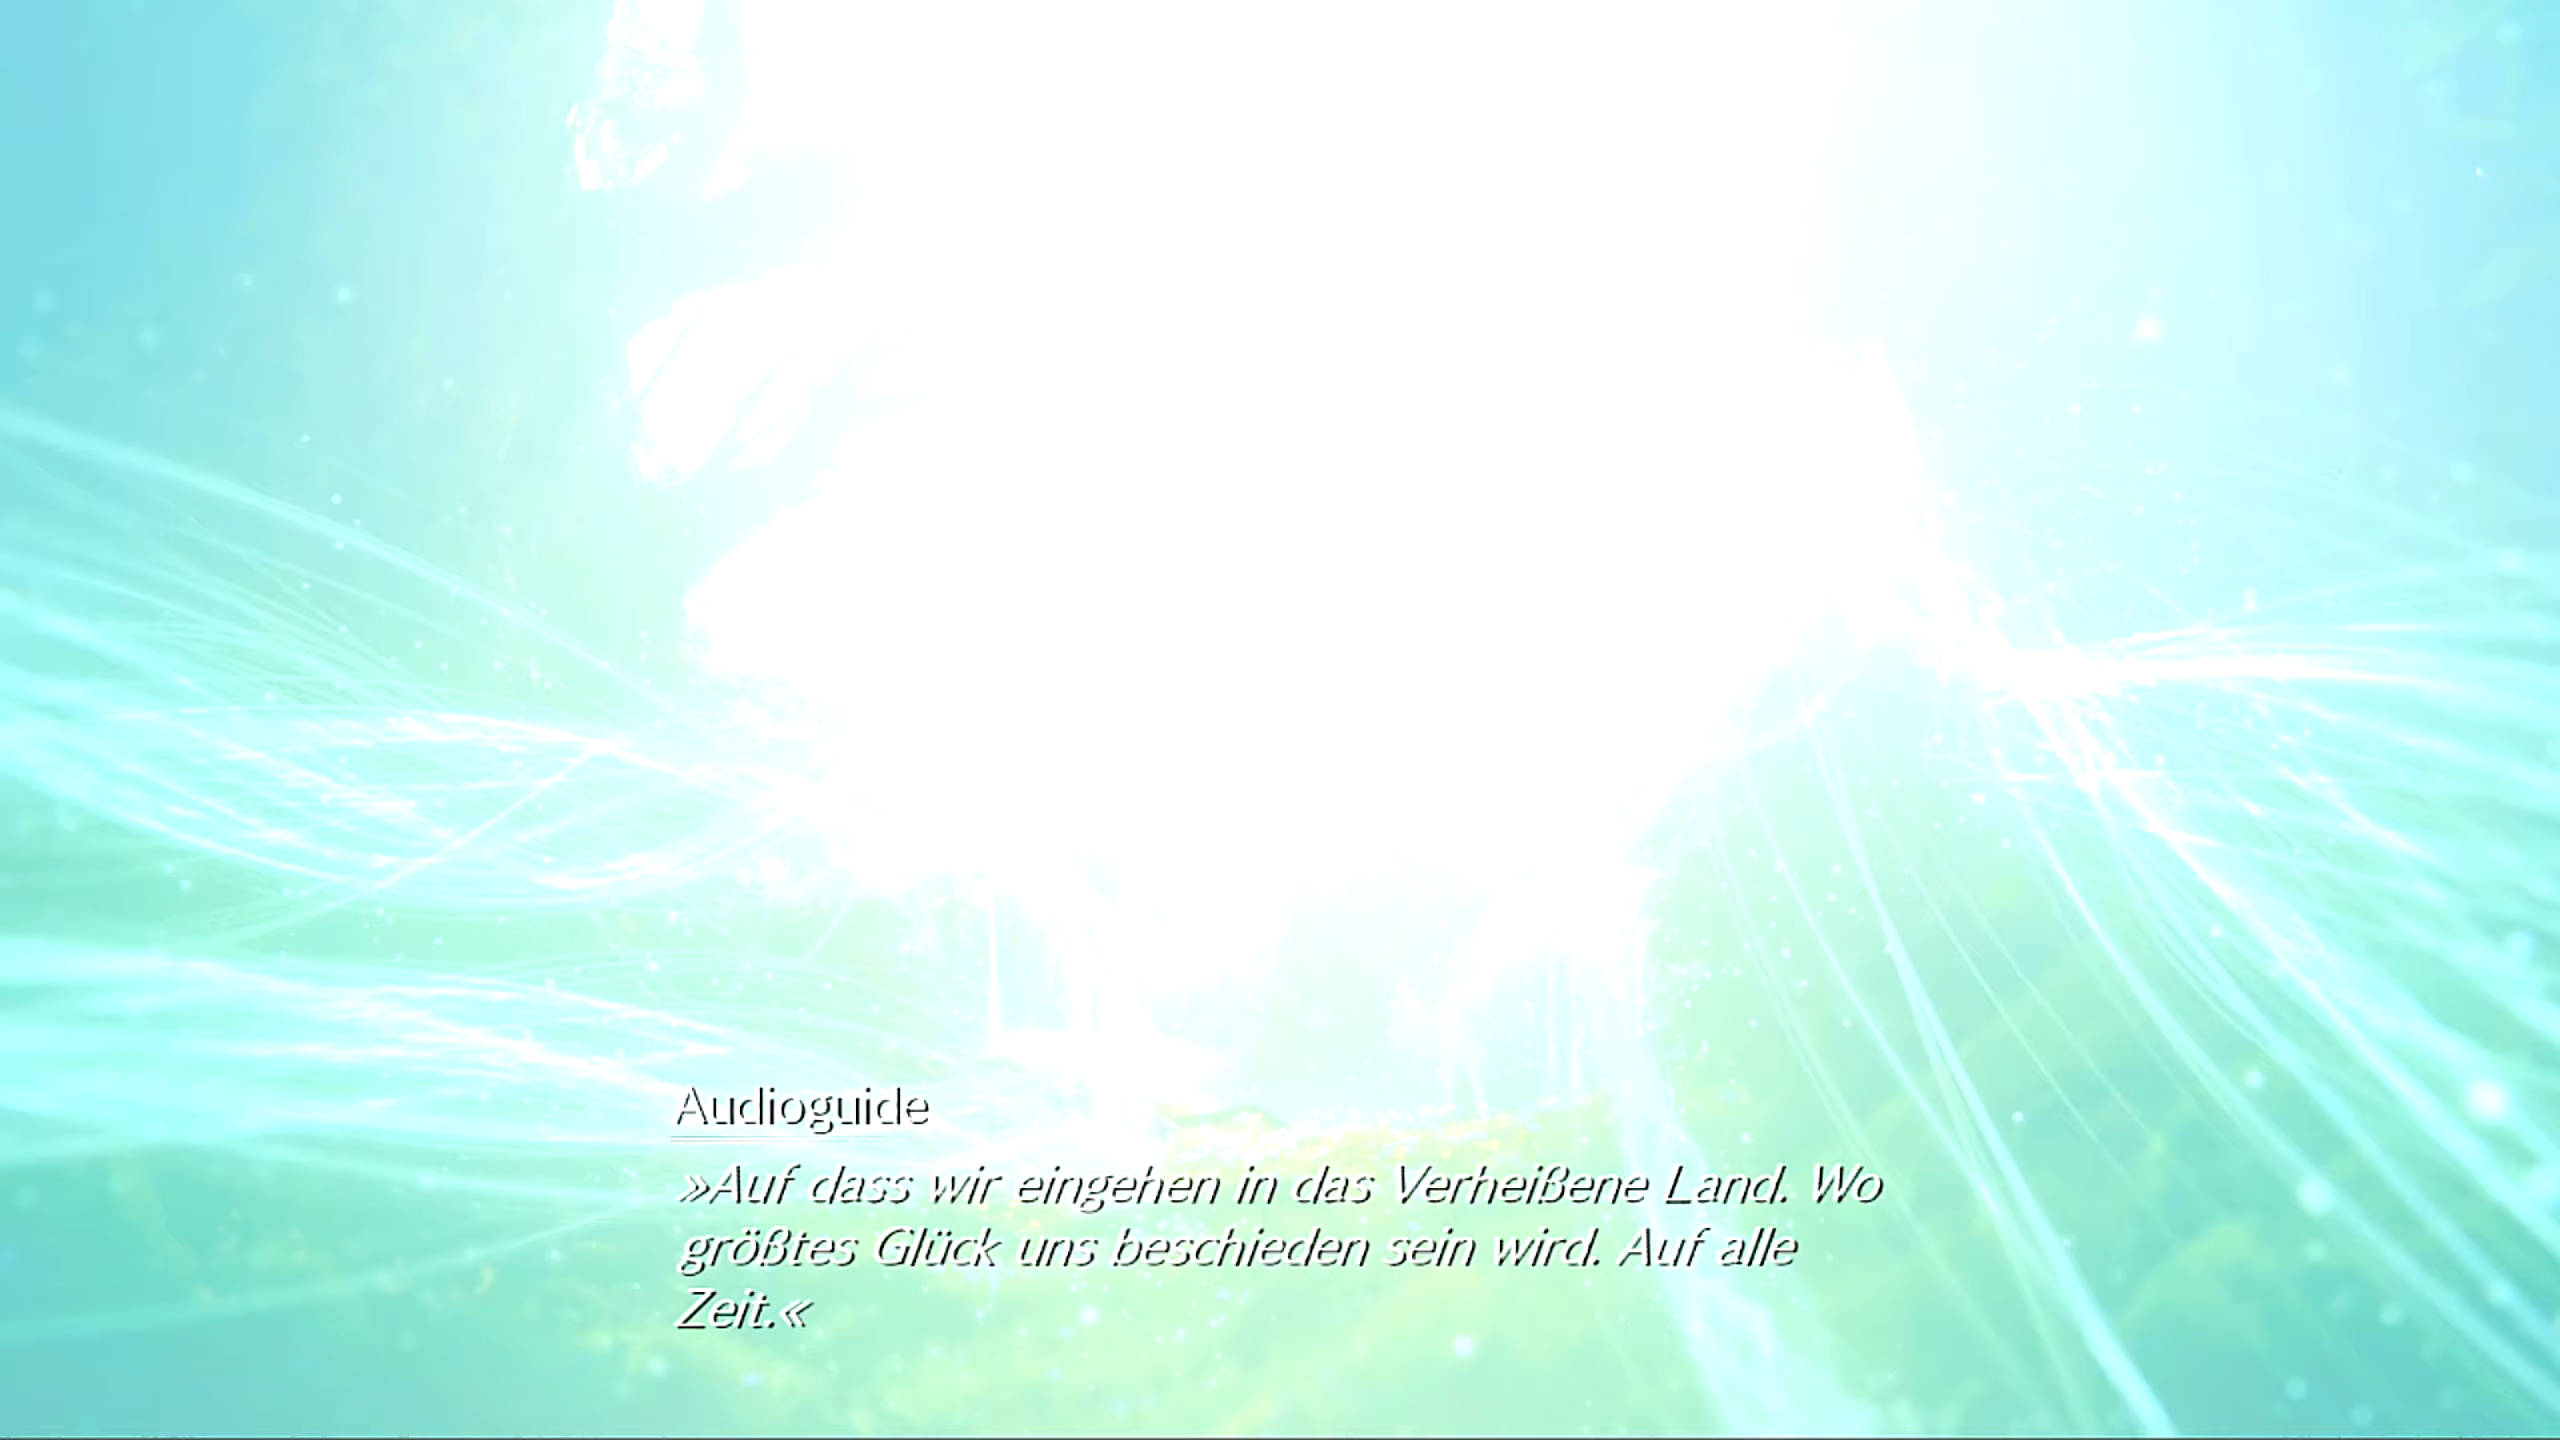 Audioguide
»Auf dass wir eingehen in das Verheißene Land. Wo
größtes Glück uns beschieden sein wird. Auf alle
Zeit.«